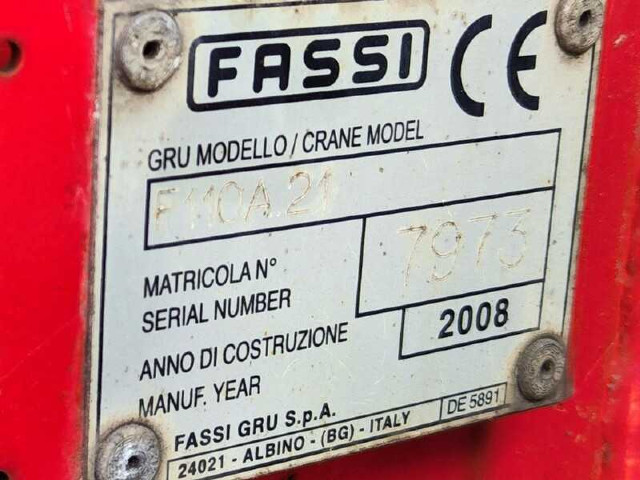 FASSI CE
GRU MODELLO / CRANE MODEL
F110A.21
MATRICOLA N° 7973
SERIAL NUMBER
ANNO DI COSTRUZIONE 2008
MANUF. YEAR
FASSI GRU S.p.A.
24021 - ALBINO - (BG) - ITALY DE 5891